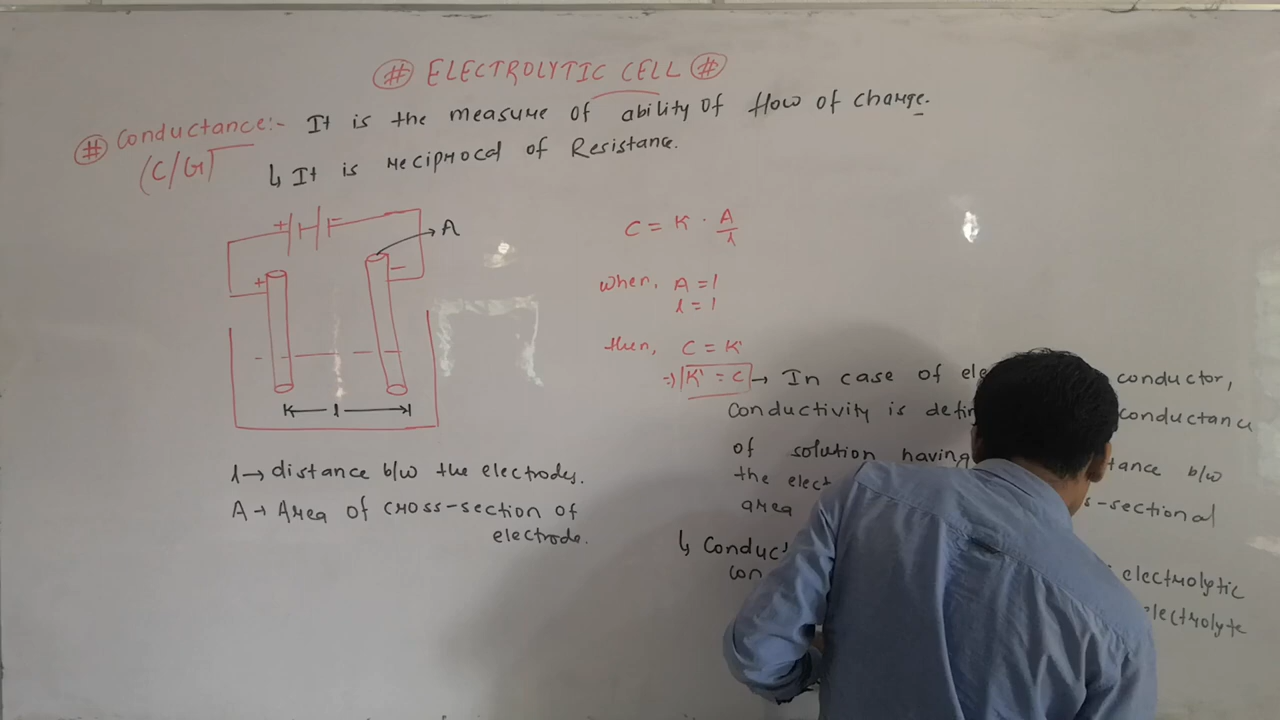 # ELECTROLYTIC CELL #
# Conductance:- It is the measure of ability of flow of charge.
(C/G)
↳ It is reciprocal of Resistance.
+ -
A
+ -
l
l → distance b/w the electrodes.
A → Area of cross-section of
electrode.
C = K · A/l
when, A = 1
l = 1
then, C = K
⇒ K = C → In case of conductor,
Conductivity is conductance
of solution having b/w
the
area -sectional
↳ electrolytic
electrolyte